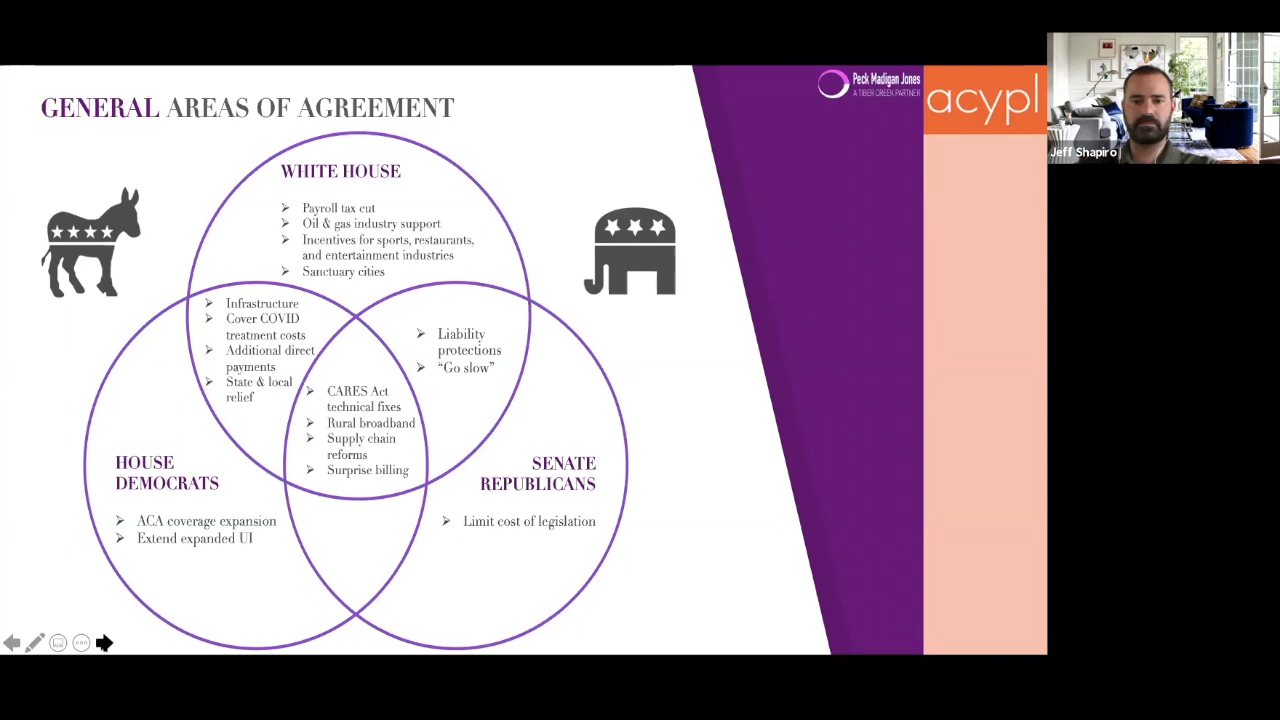 GENERAL AREAS OF AGREEMENT
Peck Madigan Jones
A TIBER CREEK PARTNER
acypl
Jeff Shapiro
WHITE HOUSE
Payroll tax cut
Oil & gas industry support
Incentives for sports, restaurants,
and entertainment industries
Sanctuary cities
Infrastructure
Cover COVID
treatment costs
Additional direct
payments
State & local
relief
Liability
protections
“Go slow”
CARES Act
technical fixes
Rural broadband
Supply chain
reforms
Surprise billing
HOUSE
DEMOCRATS
ACA coverage expansion
Extend expanded UI
SENATE
REPUBLICANS
Limit cost of legislation